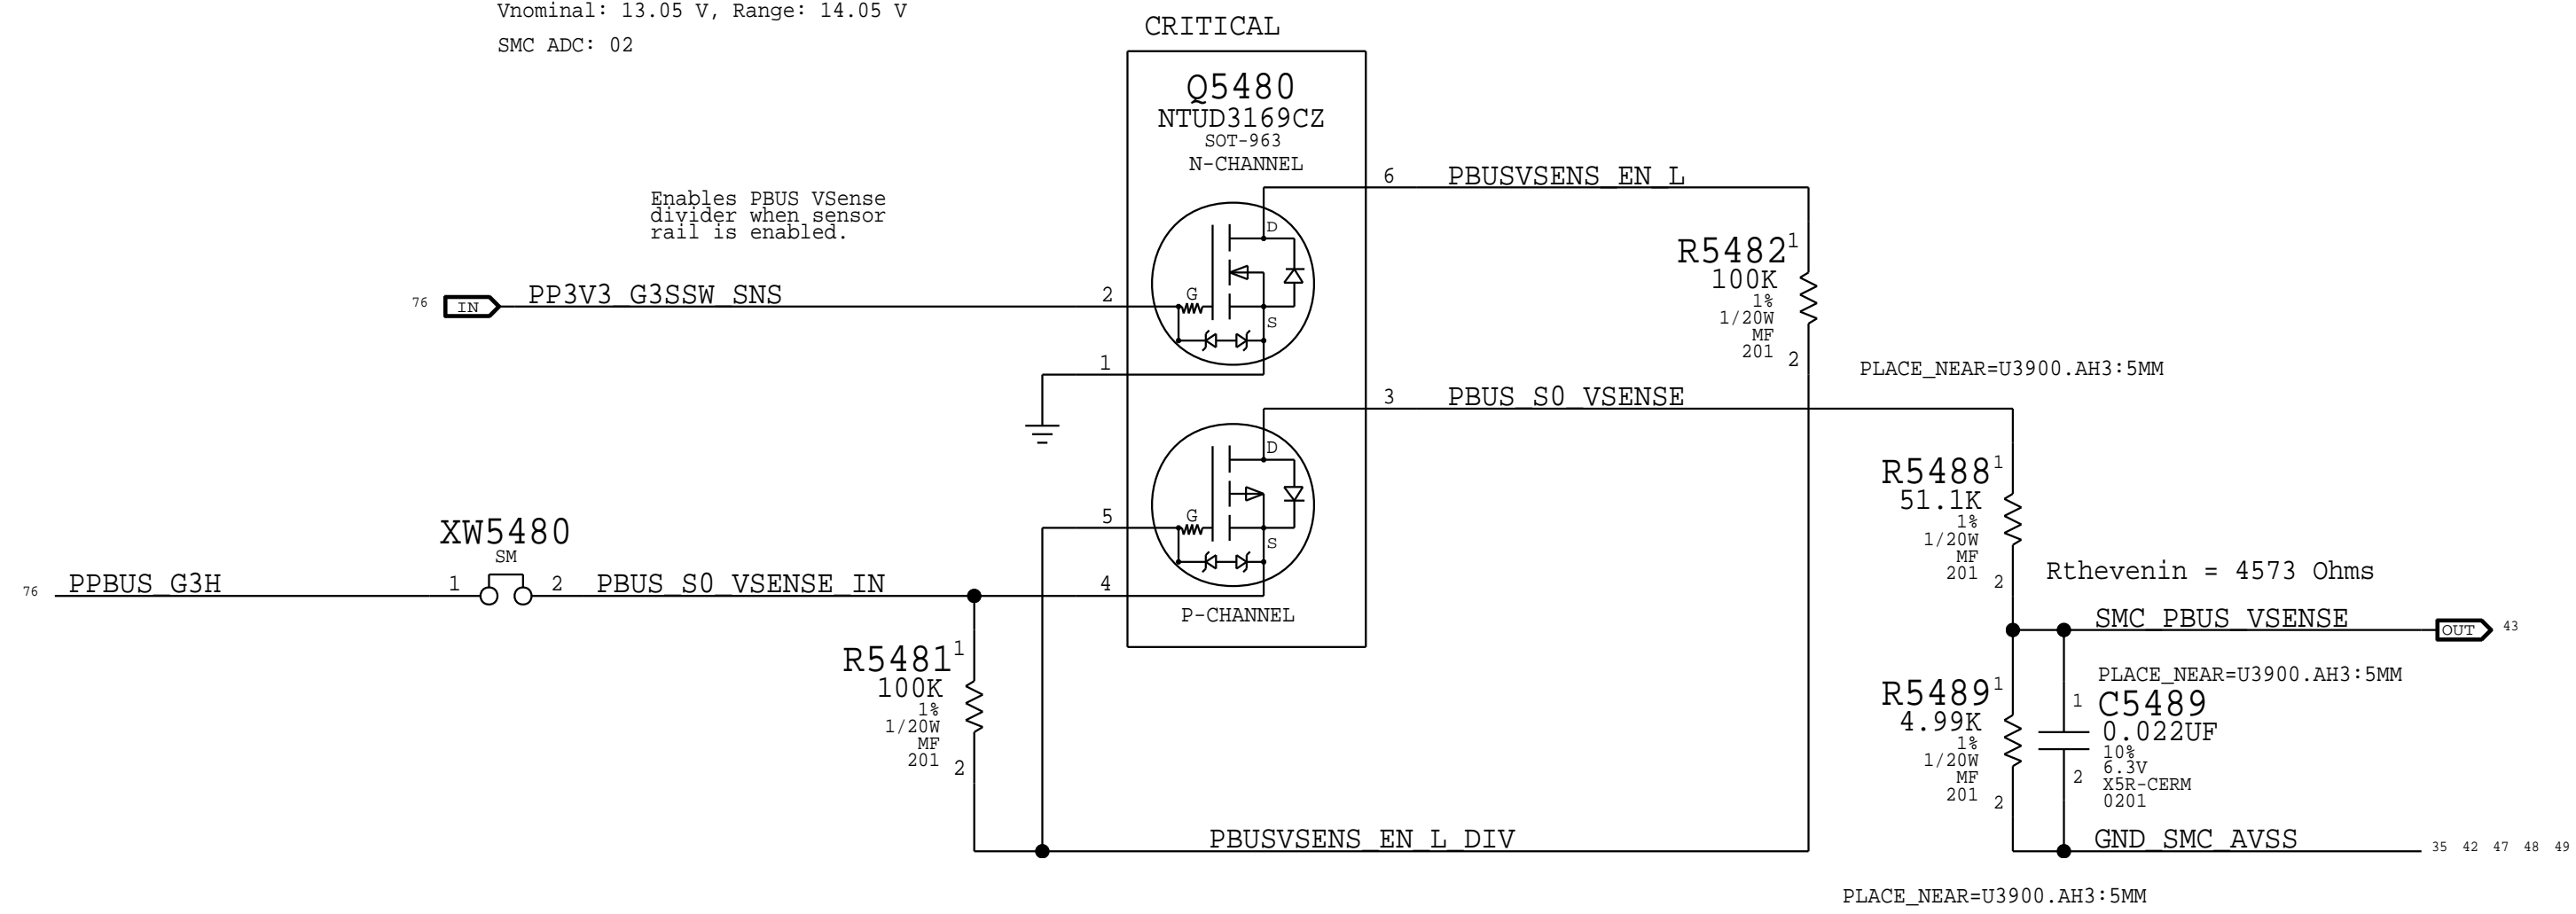 Vnominal: 13.05 V, Range: 14.05 V
SMC ADC: 02
CRITICAL
Q5480
NTUD3169CZ
SOT-963
N-CHANNEL
Enables PBUS VSense
divider when sensor
rail is enabled.
76 IN PP3V3_G3SSW_SNS
2
G
D
S
1
6
PBUSVSENS_EN_L
R5482
1
100K
1%
1/20W
MF
201
2
PLACE_NEAR=U3900.AH3:5MM
3
PBUS_S0_VSENSE
D
G
S
5
4
P-CHANNEL
XW5480
SM
76 PPBUS_G3H
1
2
PBUS_S0_VSENSE_IN
R5481
1
100K
1%
1/20W
MF
201
2
PBUSVSENS_EN_L_DIV
R5488
1
51.1K
1%
1/20W
MF
201
2
Rthevenin = 4573 Ohms
SMC_PBUS_VSENSE
OUT 43
PLACE_NEAR=U3900.AH3:5MM
R5489
1
4.99K
1%
1/20W
MF
201
2
1
C5489
0.022UF
10%
6.3V
X5R-CERM
0201
2
GND_SMC_AVSS
35 42 47 48 49
PLACE_NEAR=U3900.AH3:5MM